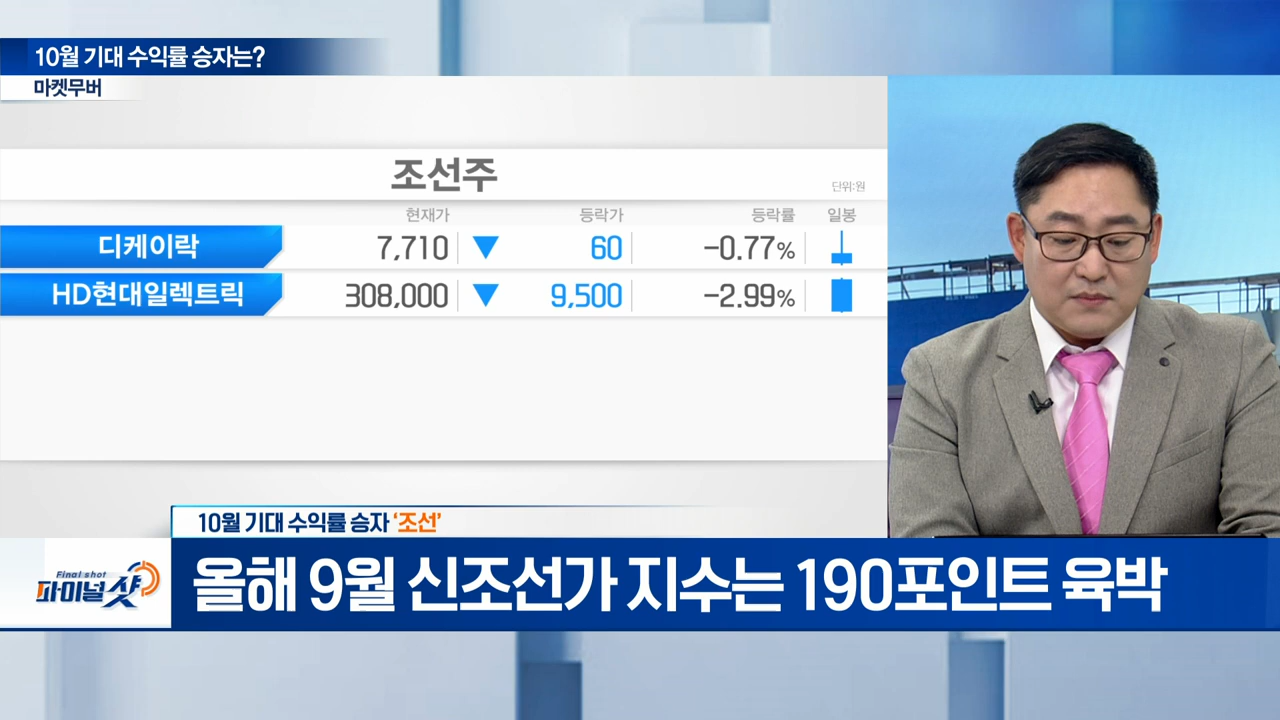 10월 기대 수익률 승자는?
마켓무버
조선주
단위:원
현재가 등락가 등락률 일봉
디케이락 7,710 ▼ 60 -0.77%
HD현대일렉트릭 308,000 ▼ 9,500 -2.99%
10월 기대 수익률 승자 '조선'
Final shot
파이널샷
올해 9월 신조선가 지수는 190포인트 육박